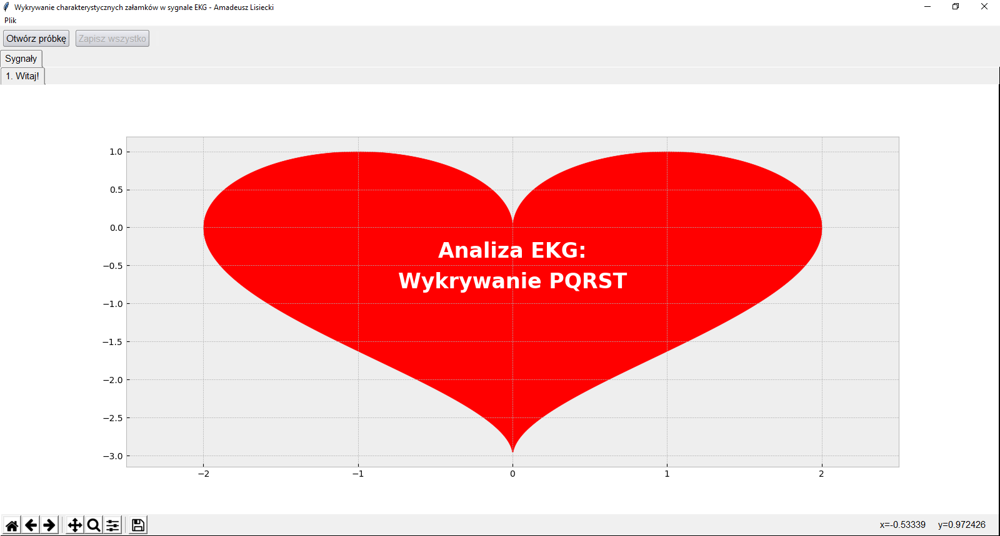 Wykrywanie charakterystycznych załamków w sygnale EKG - Amadeusz Lisiecki
Plik
Otwórz próbkę Zapisz wszystko
Sygnały
1. Witaj!
1.0
0.5
0.0
−0.5
−1.0
−1.5
−2.0
−2.5
−3.0
Analiza EKG:
Wykrywanie PQRST
−2 −1 0 1 2
x=-0.53339 y=0.972426